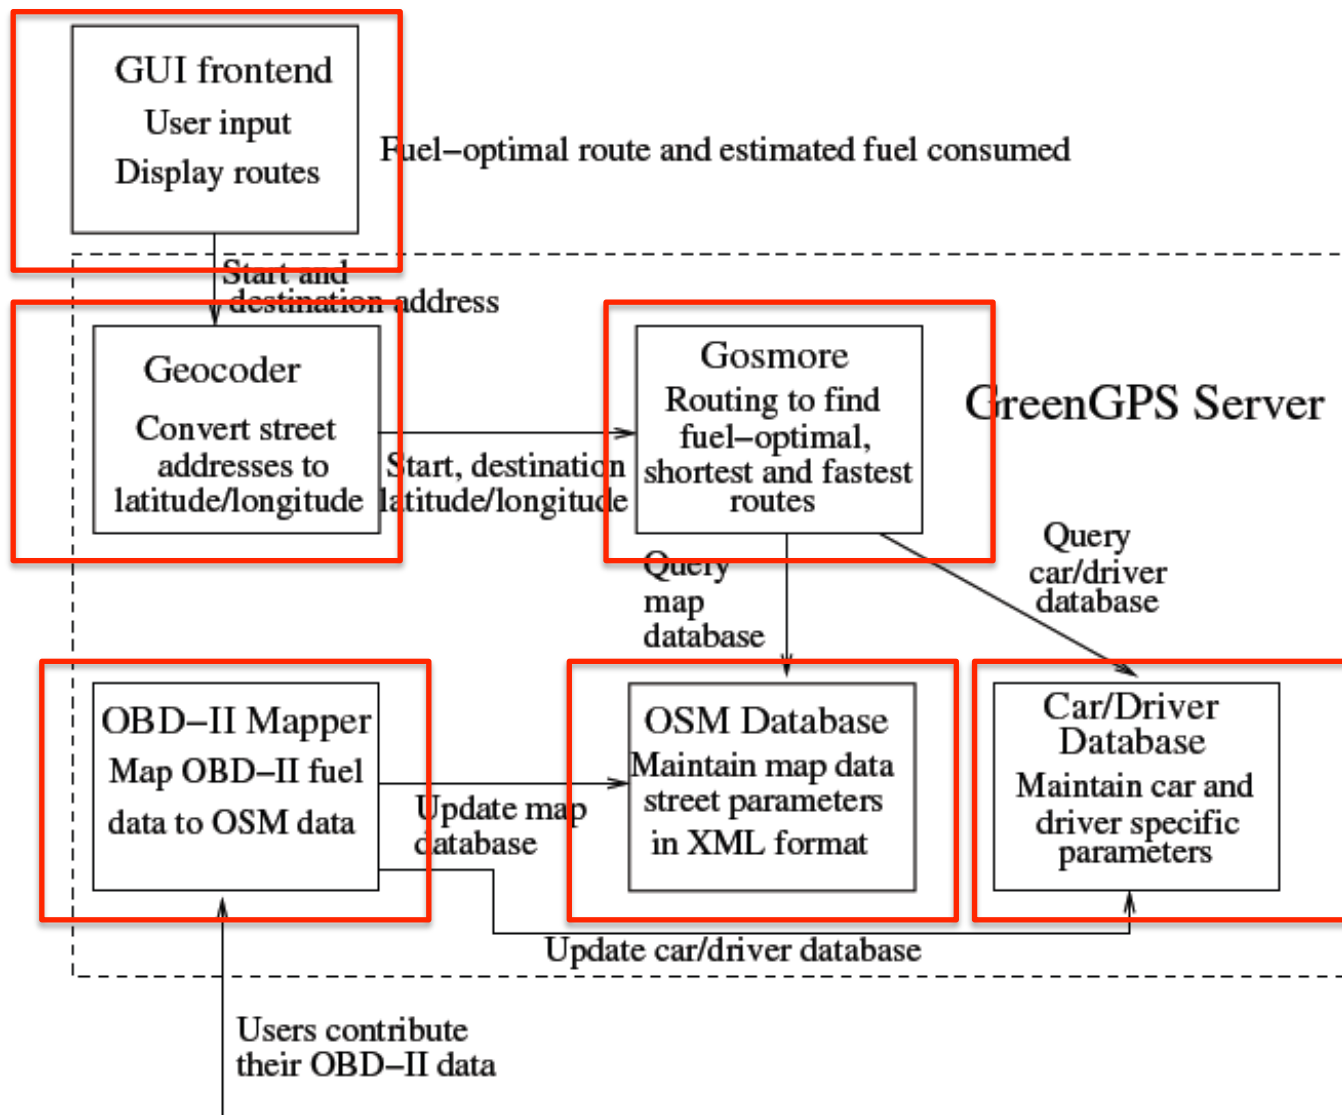 GUI frontend
User input
Display routes
Fuel–optimal route and estimated fuel consumed
Start and
destination address
Geocoder
Convert street
addresses to
latitude/longitude
Start, destination
latitude/longitude
Gosmore
Routing to find
fuel–optimal,
shortest and fastest
routes
GreenGPS Server
Query
map
database
Query
car/driver
database
OBD–II Mapper
Map OBD–II fuel
data to OSM data
Update map
database
OSM Database
Maintain map data
street parameters
in XML format
Car/Driver
Database
Maintain car and
driver specific
parameters
Update car/driver database
Users contribute
their OBD–II data